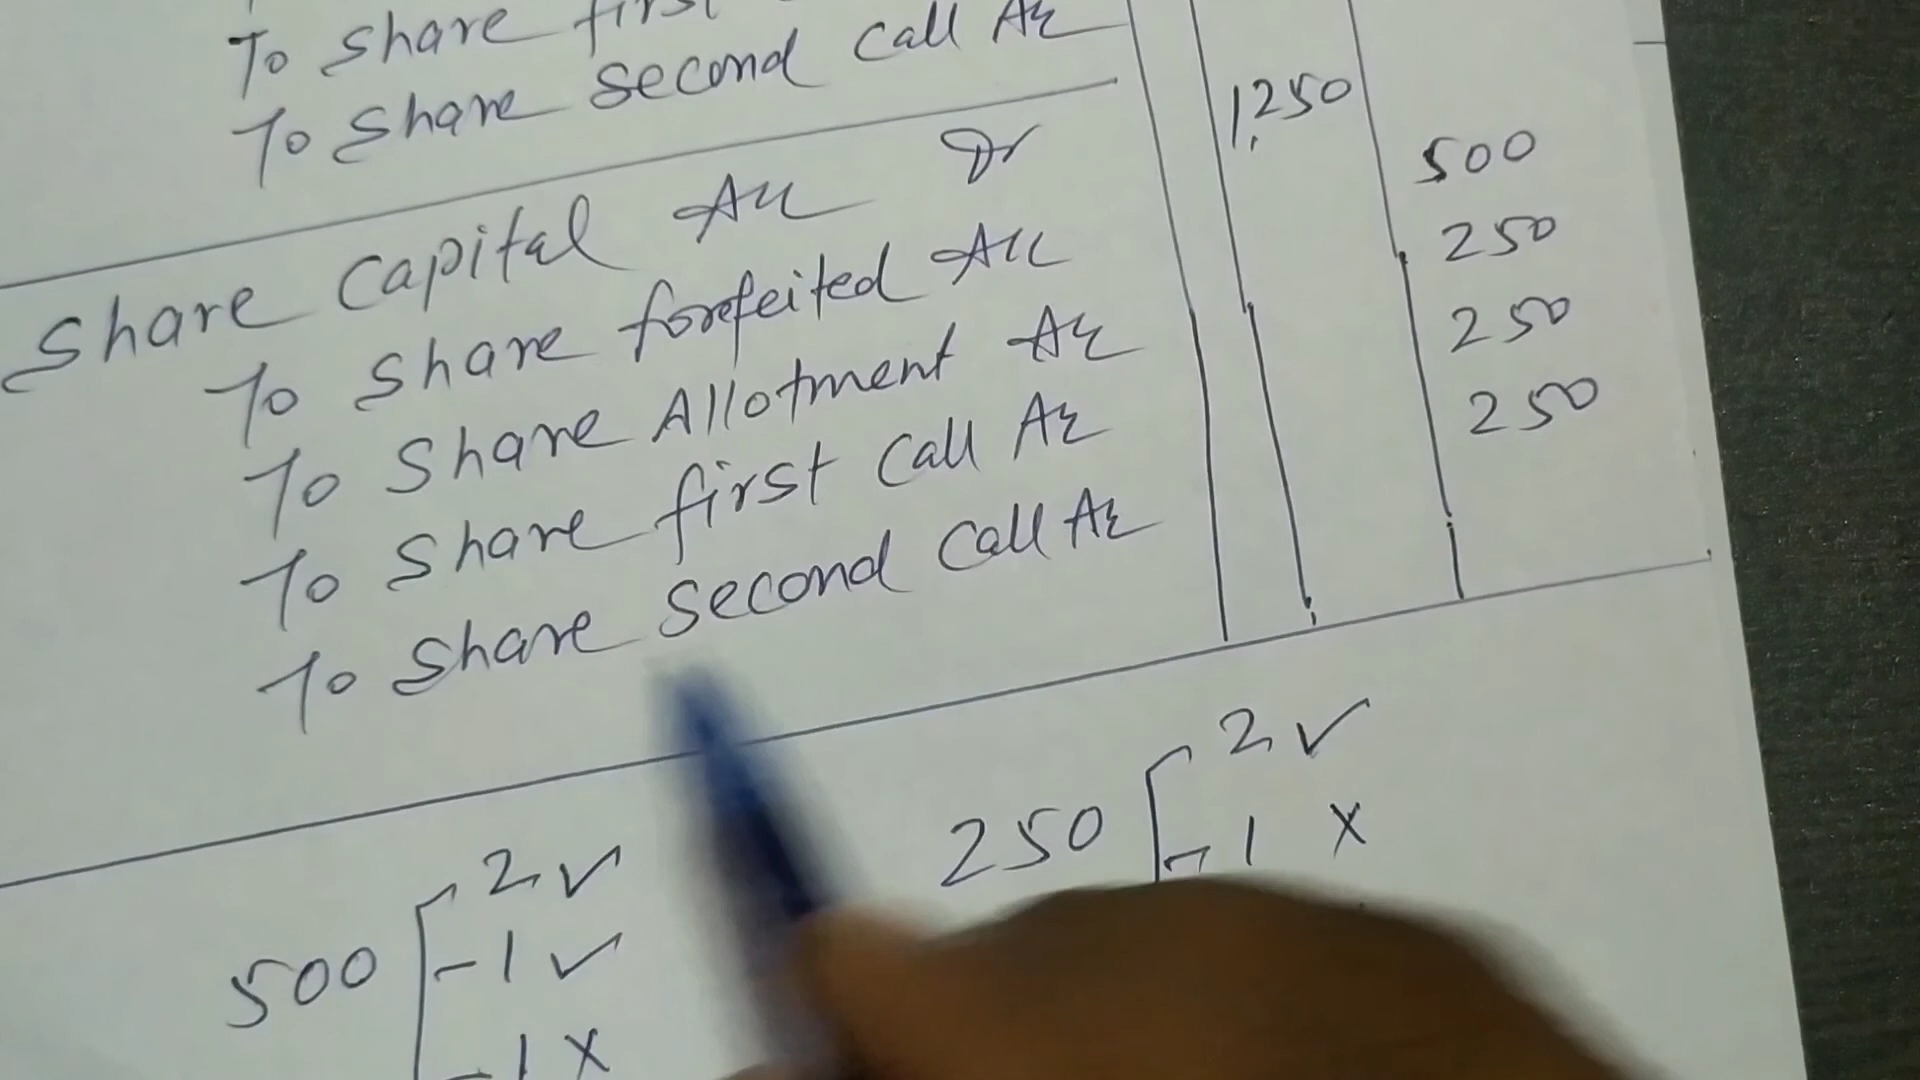 To Share first
To Share Second Call A/c
1,250
Share Capital A/c Dr
500
To Share forefeited A/c
250
To Share Allotment A/c
250
To Share first Call A/c
250
To Share Second Call A/c
500 2 ✓
- 1 ✓
- 1 x
250 2 ✓
- 1 x